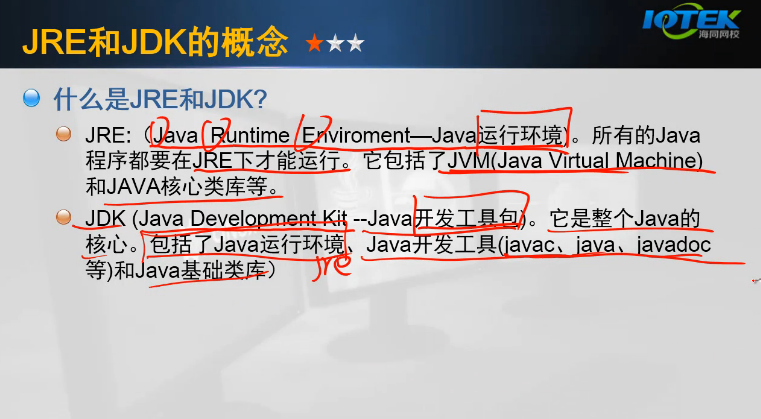 JRE和JDK的概念
IOTEK
海同网校
什么是JRE和JDK?
JRE:（Java Runtime Enviroment—Java运行环境)。所有的Java
程序都要在JRE下才能运行。它包括了JVM(Java Virtual Machine)
和JAVA核心类库等。
JDK (Java Development Kit --Java开发工具包)。它是整个Java的
核心。包括了Java运行环境、Java开发工具(javac、java、javadoc
等)和Java基础类库）
jre